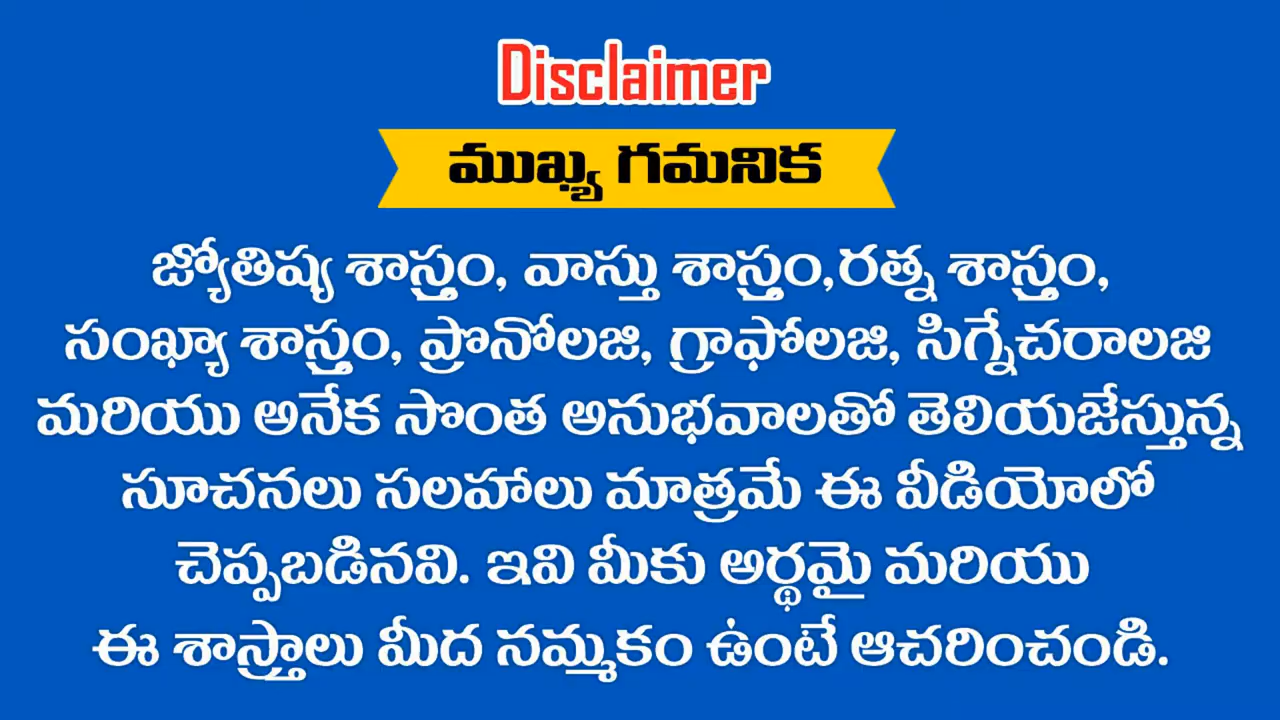 Disclaimer
ముఖ్య గమనిక
జ్యోతిష్య శాస్త్రం, వాస్తు శాస్త్రం,రత్న శాస్త్రం,
సంఖ్యా శాస్త్రం, ప్రొనోలజి, గ్రాఫోలజి, సిగ్నేచరాలజి
మరియు అనేక సొంత అనుభవాలతో తెలియజేస్తున్న
సూచనలు సలహాలు మాత్రమే ఈ వీడియోలో
చెప్పబడినవి. ఇవి మీకు అర్థమై మరియు
ఈ శాస్త్రాలు మీద నమ్మకం ఉంటే ఆచరించండి.